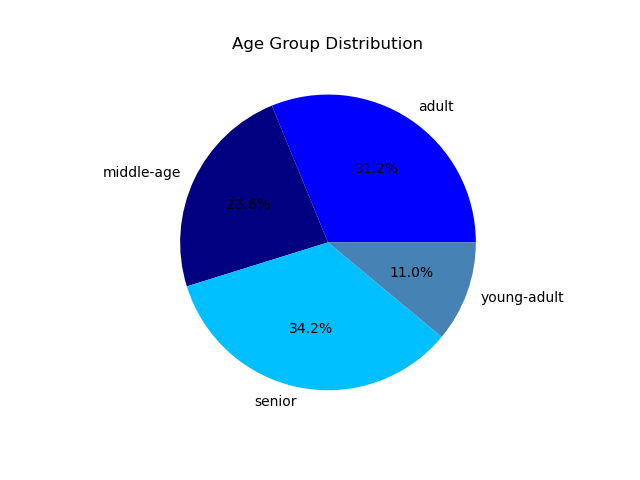 Age Group Distribution
adult
31.2%
middle-age
23.6%
11.0%
young-adult
34.2%
senior